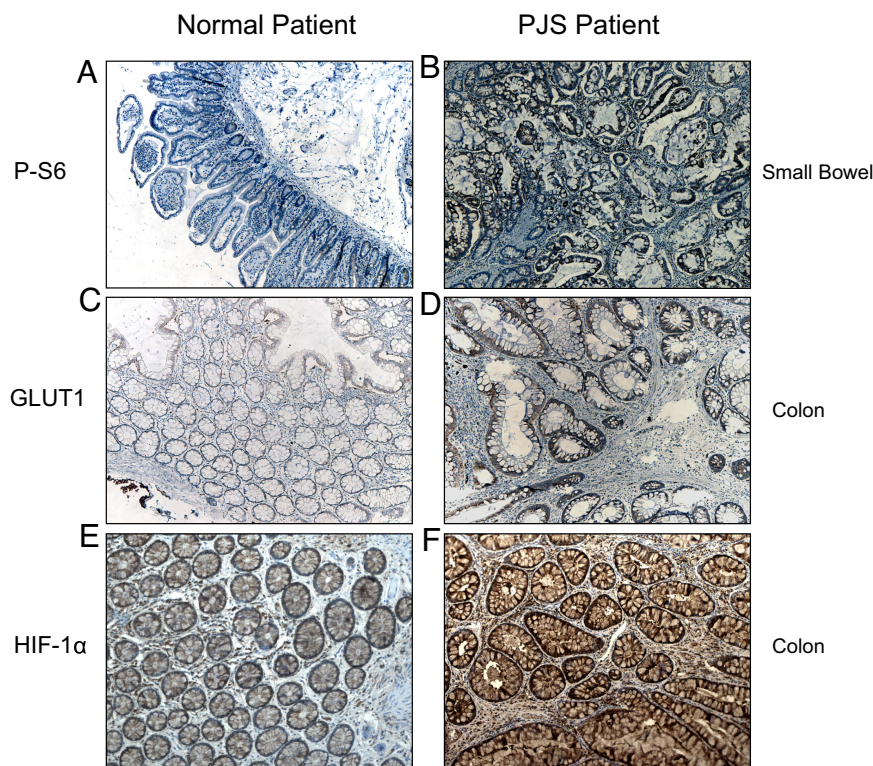 Normal Patient
PJS Patient
A
B
P-S6
Small Bowel
C
D
GLUT1
Colon
E
F
HIF-1α
Colon